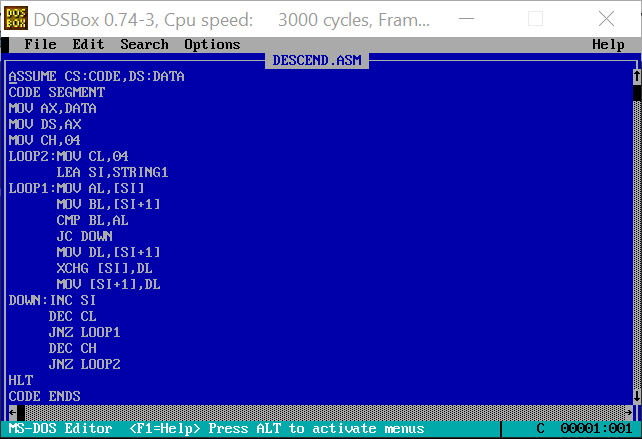 DOS
BOX
DOSBox 0.74-3, Cpu speed: 3000 cycles, Fram...
File Edit Search Options Help
DESCEND.ASM
ASSUME CS:CODE,DS:DATA
CODE SEGMENT
MOV AX,DATA
MOV DS,AX
MOV CH,04
LOOP2:MOV CL,04
LEA SI,STRING1
LOOP1:MOV AL,[SI]
MOV BL,[SI+1]
CMP BL,AL
JC DOWN
MOV DL,[SI+1]
XCHG [SI],DL
MOV [SI+1],DL
DOWN:INC SI
DEC CL
JNZ LOOP1
DEC CH
JNZ LOOP2
HLT
CODE ENDS
MS-DOS Editor <F1=Help> Press ALT to activate menus C 00001:001